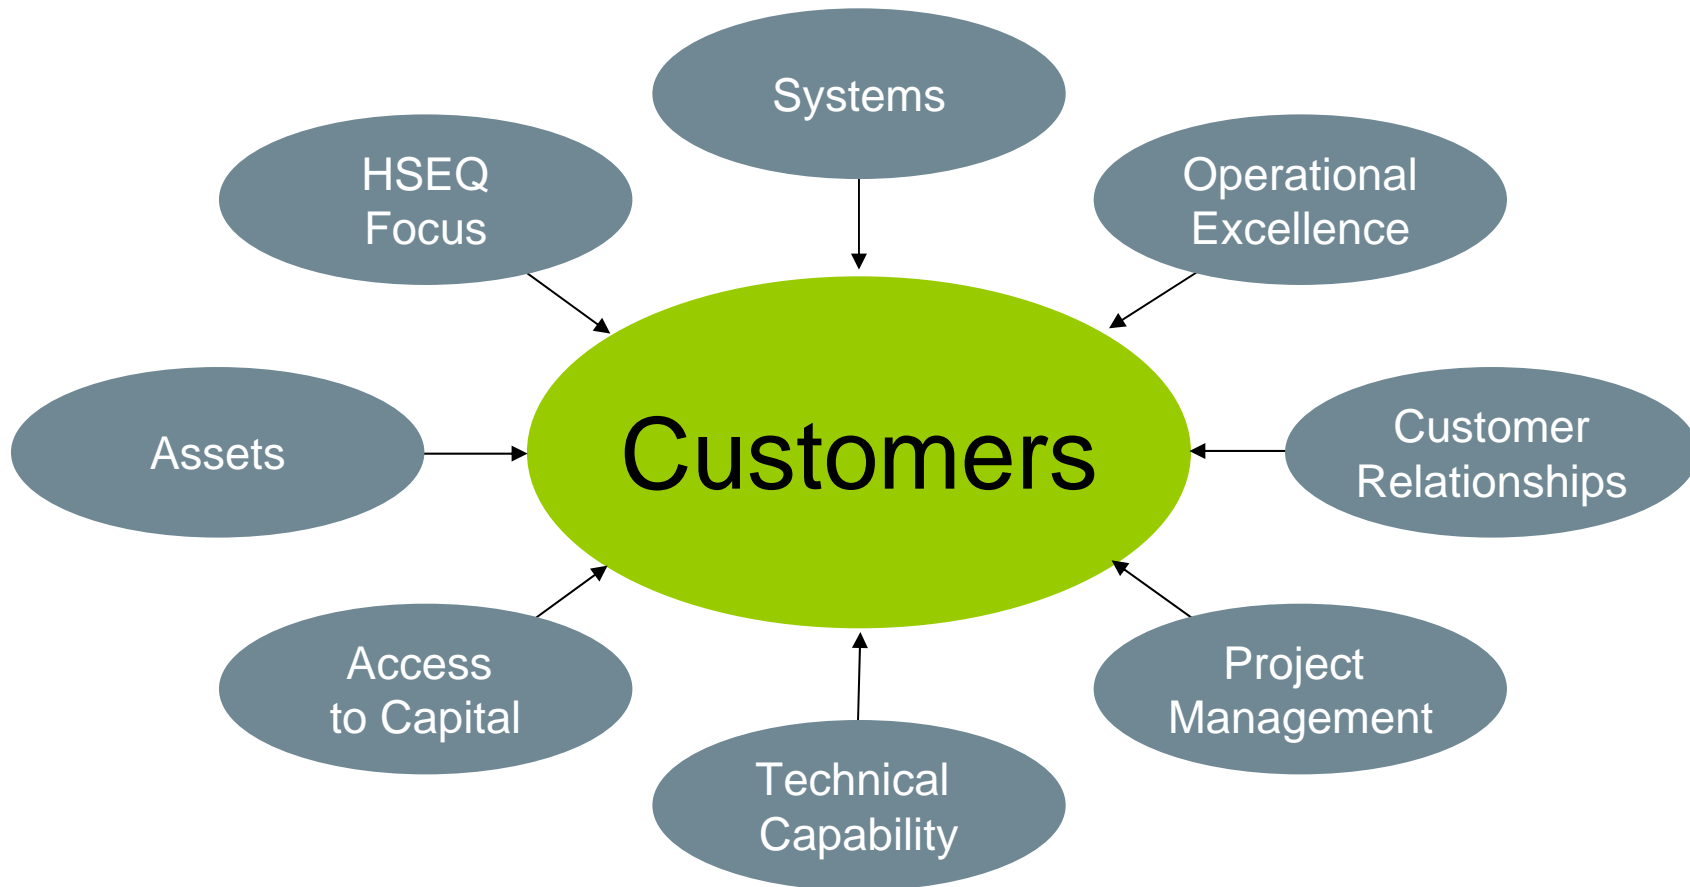 Systems
HSEQ
Focus
Operational
Excellence
Assets
Customers
Customer
Relationships
Access
to Capital
Project
Management
Technical
Capability